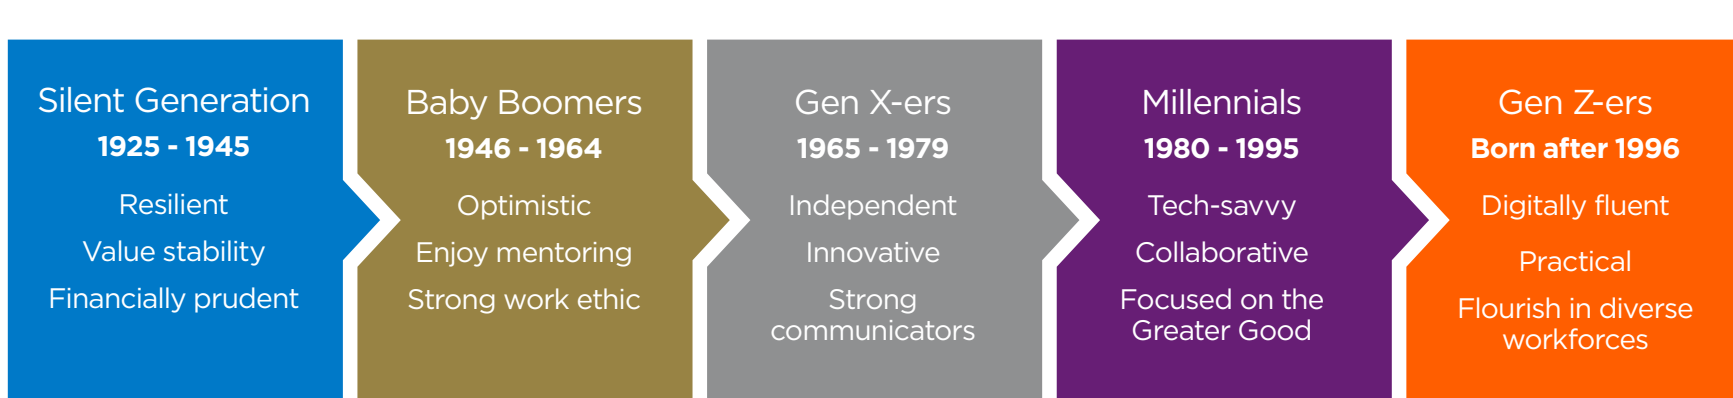 Silent Generation
1925 - 1945
Resilient
Value stability
Financially prudent
Baby Boomers
1946 - 1964
Optimistic
Enjoy mentoring
Strong work ethic
Gen X-ers
1965 - 1979
Independent
Innovative
Strong
communicators
Millennials
1980 - 1995
Tech-savvy
Collaborative
Focused on the
Greater Good
Gen Z-ers
Born after 1996
Digitally fluent
Practical
Flourish in diverse
workforces